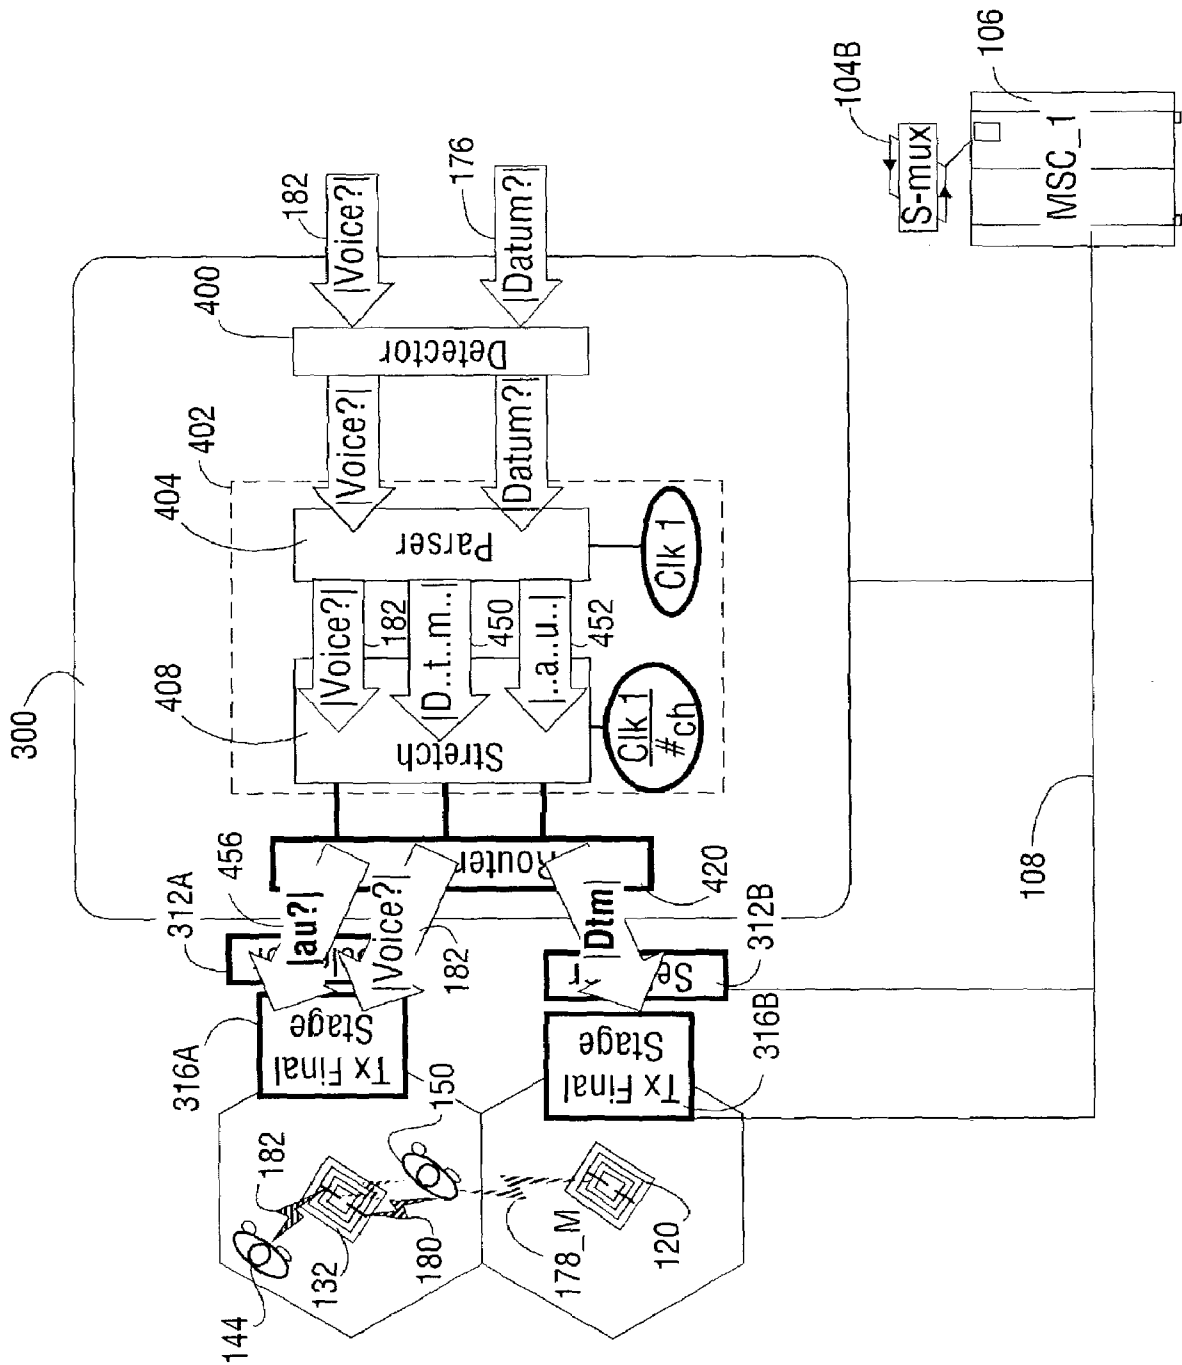 300
408
404
402
400
182
|Voice?|
176
|Datum?|
Detector
|Voice?|
|Datum?|
Parser
Clk 1
|Voice?|
182
|D..t..m..|
450
|..a..u..|
452
Stretch
Clk 1
#ch
Router
420
456
312A
|au?|
|Voice?|
182
|Dtm|
312B
Se
r
316A
Tx Final
Stage
316B
Tx Final
Stage
150
182
144
132
180
178_M
120
108
104B
S-mux
106
MSC_1